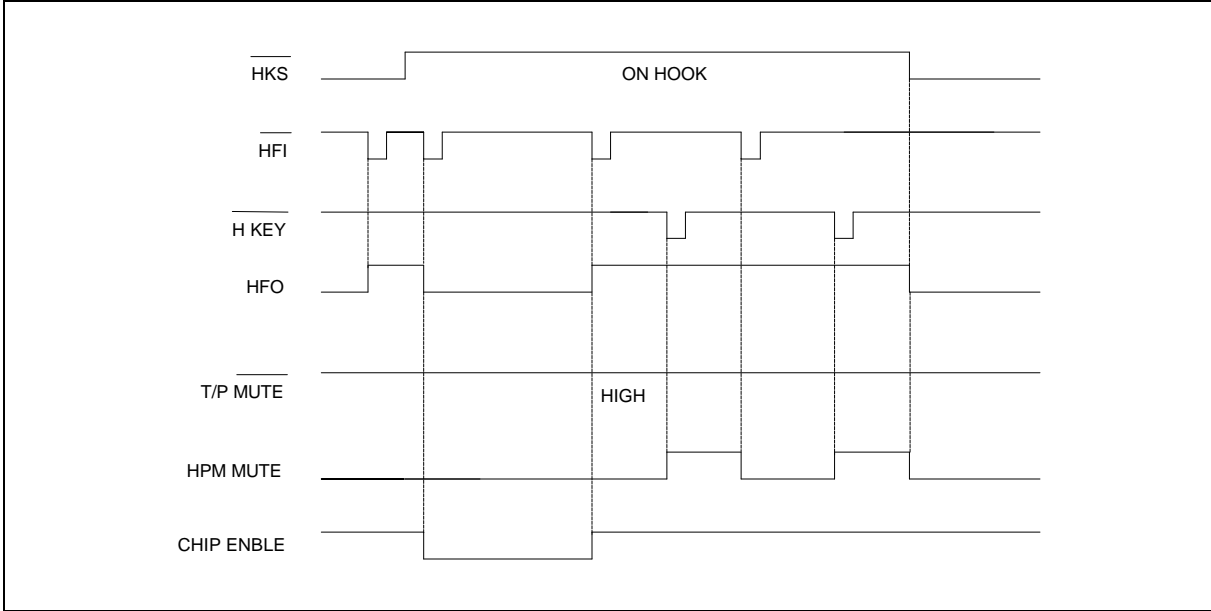 HKS
ON HOOK
HFI
H KEY
HFO
T/P MUTE
HIGH
HPM MUTE
CHIP ENBLE